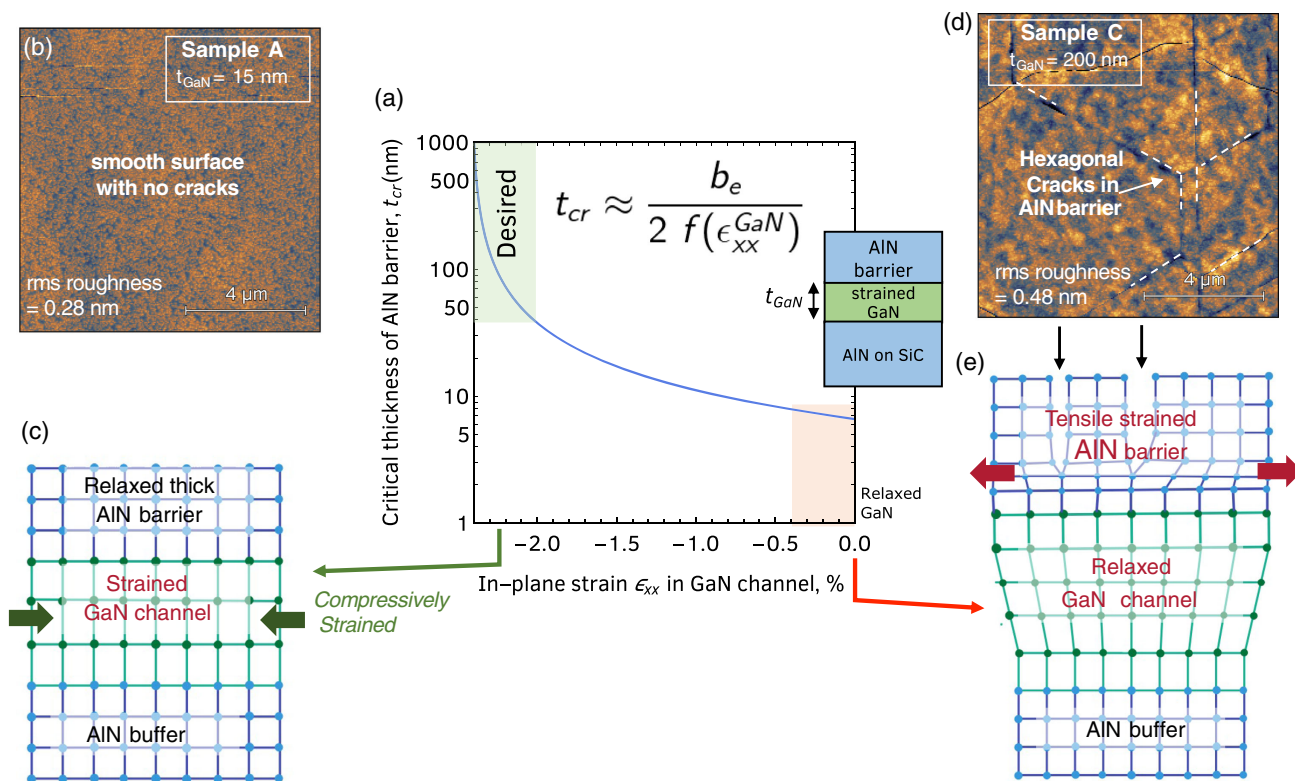 (b)
Sample A
t_GaN = 15 nm
smooth surface
with no cracks
rms roughness
= 0.28 nm
4 µm
(a)
Critical thickness of AlN barrier, t_cr(nm)
1000
500
100
50
10
5
1
Desired
t_cr ≈ b_e / 2 f(ϵ_xx^GaN)
AlN
barrier
t_GaN
strained
GaN
AlN on SiC
Relaxed
GaN
−2.0
−1.5
−1.0
−0.5
0.0
In−plane strain ϵ_xx in GaN channel, %
(d)
Sample C
t_GaN = 200 nm
Hexagonal
Cracks in
AlN barrier
rms roughness
= 0.48 nm
4 µm
(c)
Relaxed thick
AlN barrier
Strained
GaN channel
AlN buffer
Compressively
Strained
(e)
Tensile strained
AlN barrier
Relaxed
GaN channel
AlN buffer